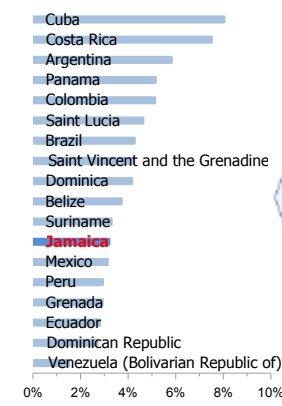 Cuba
Costa Rica
Argentina
Panama
Colombia
Saint Lucia
Brazil
Saint Vincent and the Grenadine
Dominica
Belize
Suriname
Jamaica
Mexico
Peru
Grenada
Ecuador
Dominican Republic
Venezuela (Bolivarian Republic of)
0% 2% 4% 6% 8% 10%